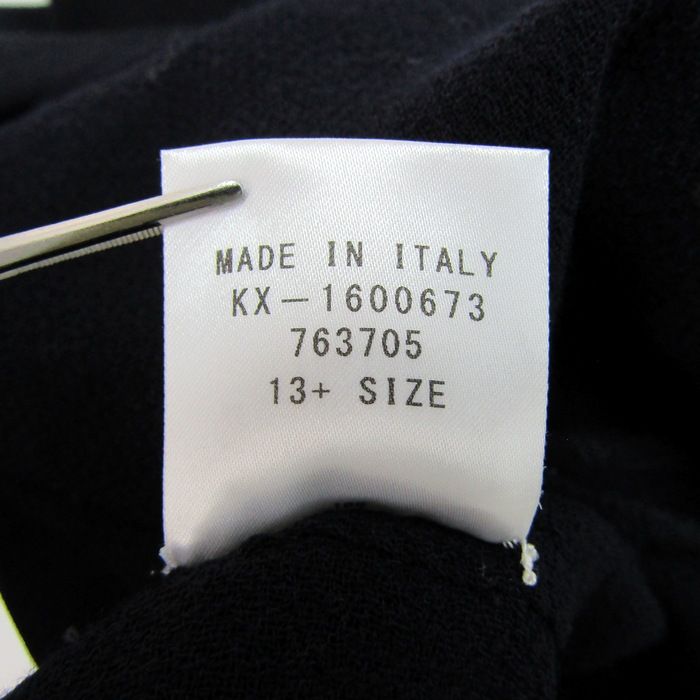 MADE IN ITALY
KX-1600673
763705
13+ SIZE